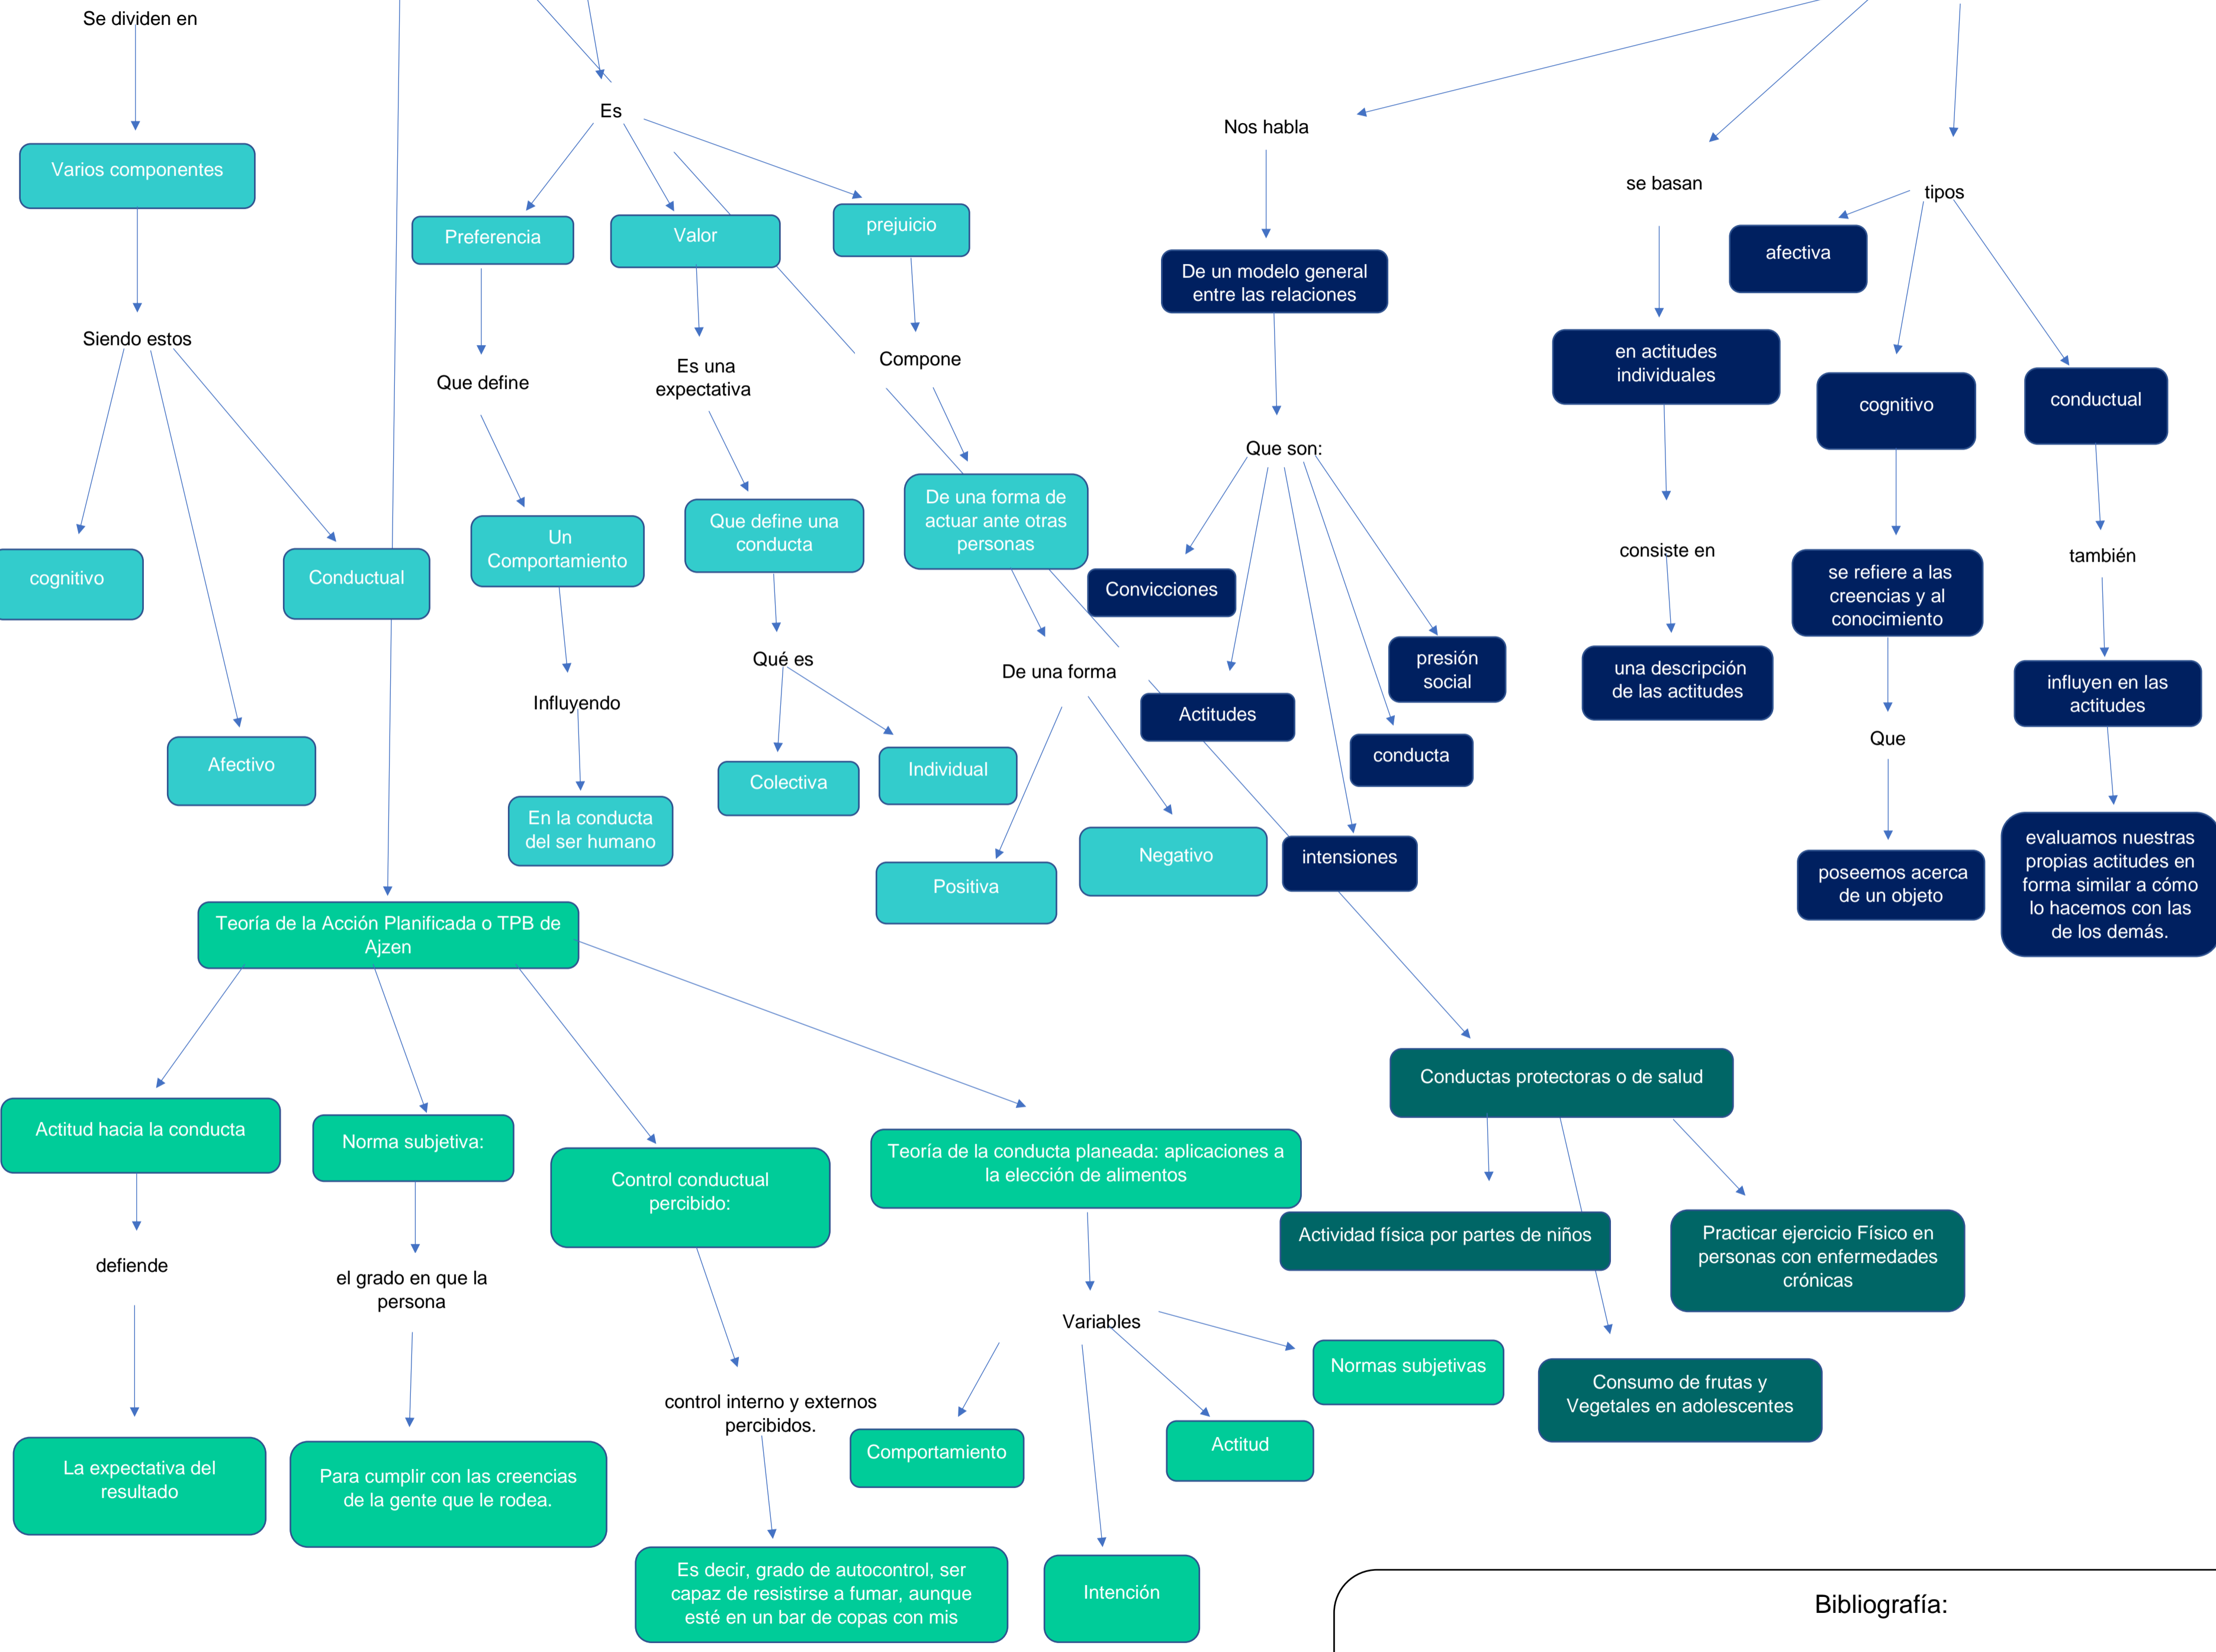 Se dividen en
Es
Nos habla
Varios componentes
se basan
tipos
Preferencia
Valor
prejuicio
afectiva
De un modelo general
entre las relaciones
Siendo estos
Que define
Es una
expectativa
Compone
en actitudes
individuales
cognitivo
conductual
Que son:
De una forma de
actuar ante otras
personas
Que define una
conducta
Un
Comportamiento
cognitivo
Conductual
Convicciones
consiste en
se refiere a las
creencias y al
conocimiento
también
Qué es
De una forma
presión
social
una descripción
de las actitudes
influyen en las
actitudes
Influyendo
Actitudes
Que
conducta
Afectivo
Colectiva
Individual
En la conducta
del ser humano
Positiva
Negativo
intensiones
poseemos acerca
de un objeto
evaluamos nuestras
propias actitudes en
forma similar a cómo
lo hacemos con las
de los demás.
Teoría de la Acción Planificada o TPB de
Ajzen
Conductas protectoras o de salud
Actitud hacia la conducta
Norma subjetiva:
Control conductual
percibido:
Teoría de la conducta planeada: aplicaciones a
la elección de alimentos
Actividad física por partes de niños
Practicar ejercicio Físico en
personas con enfermedades
crónicas
defiende
el grado en que la
persona
Variables
Normas subjetivas
Consumo de frutas y
Vegetales en adolescentes
control interno y externos
percibidos.
Comportamiento
Actitud
La expectativa del
resultado
Para cumplir con las creencias
de la gente que le rodea.
Es decir, grado de autocontrol, ser
capaz de resistirse a fumar, aunque
esté en un bar de copas con mis
Intención
Bibliografía: